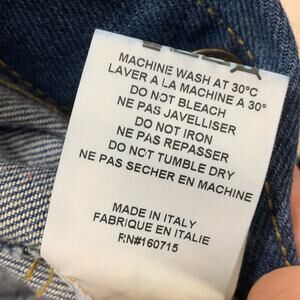 MACHINE WASH AT 30°C
LAVER A LA MACHINE A 30°
DO NOT BLEACH
NE PAS JAVELLISER
DO NOT IRON
NE PAS REPASSER
DO NOT TUMBLE DRY
NE PAS SECHER EN MACHINE
MADE IN ITALY
FABRIQUE EN ITALIE
RN#160715